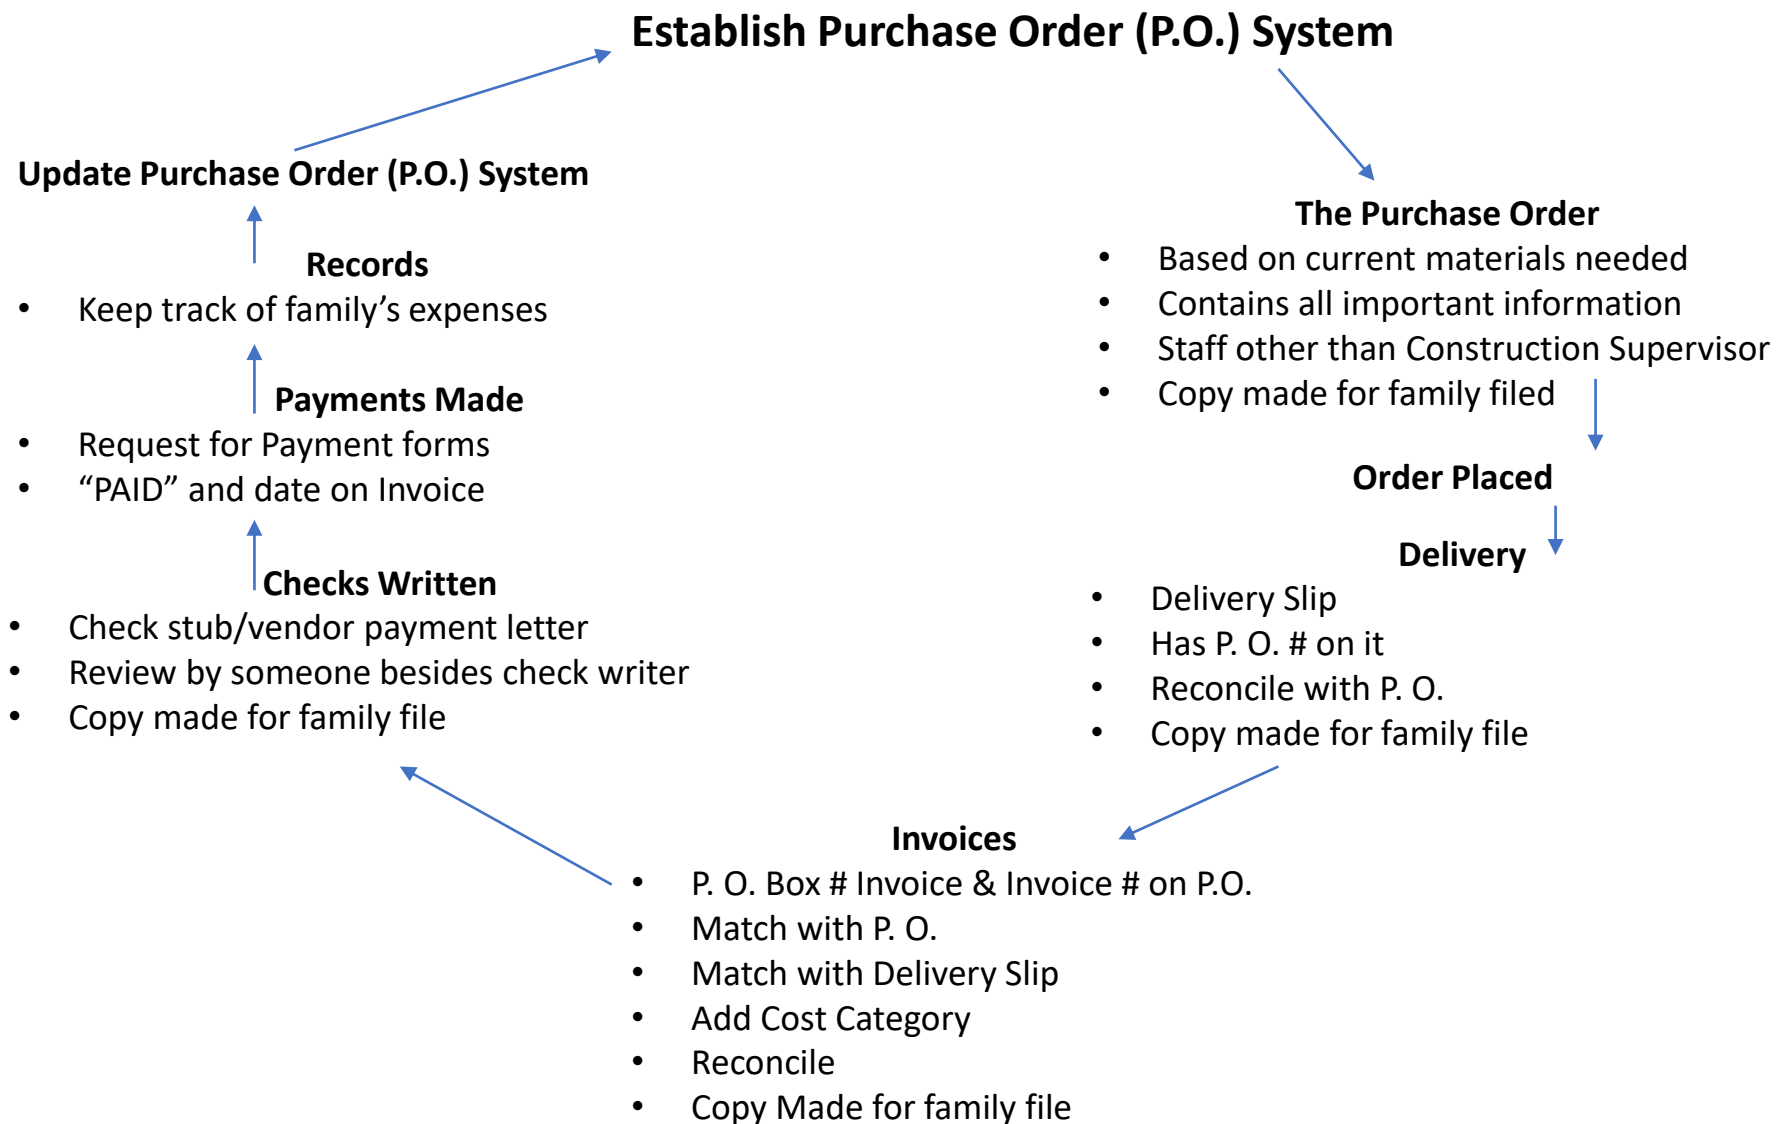 Establish Purchase Order (P.O.) System
The Purchase Order
• Based on current materials needed
• Contains all important information
• Staff other than Construction Supervisor
• Copy made for family filed
Order Placed
Delivery
• Delivery Slip
• Has P. O. # on it
• Reconcile with P. O.
• Copy made for family file
Invoices
• P. O. Box # Invoice & Invoice # on P.O.
• Match with P. O.
• Match with Delivery Slip
• Add Cost Category
• Reconcile
• Copy Made for family file
Checks Written
• Check stub/vendor payment letter
• Review by someone besides check writer
• Copy made for family file
Payments Made
• Request for Payment forms
• “PAID” and date on Invoice
Records
• Keep track of family’s expenses
Update Purchase Order (P.O.) System